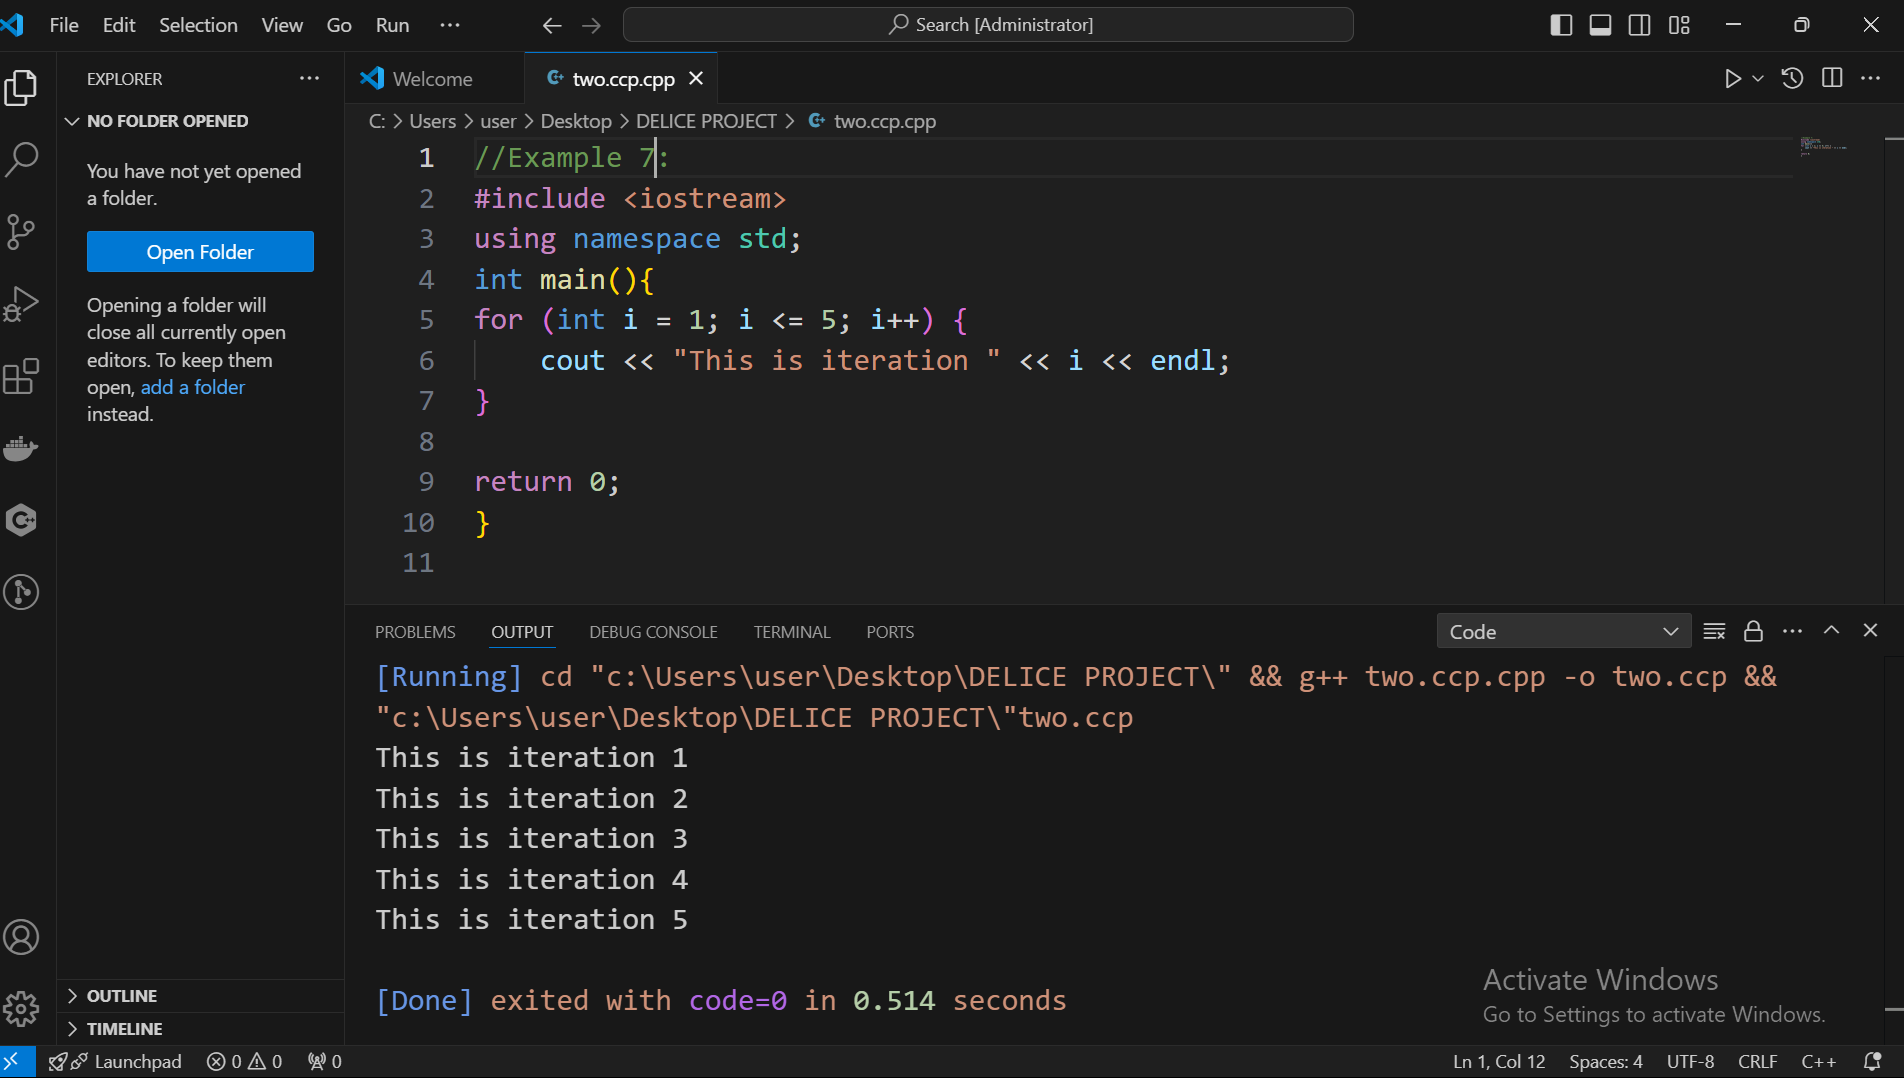 File Edit Selection View Go Run ···
Search [Administrator]
EXPLORER ···
NO FOLDER OPENED
You have not yet opened
a folder.
Open Folder
Opening a folder will
close all currently open
editors. To keep them
open, add a folder
instead.
OUTLINE
TIMELINE
Welcome two.ccp.cpp
C: > Users > user > Desktop > DELICE PROJECT > two.ccp.cpp
1 //Example 7:
2 #include <iostream>
3 using namespace std;
4 int main(){
5 for (int i = 1; i <= 5; i++) {
6 cout << "This is iteration " << i << endl;
7 }
8
9 return 0;
10 }
11
PROBLEMS OUTPUT DEBUG CONSOLE TERMINAL PORTS Code
[Running] cd "c:\Users\user\Desktop\DELICE PROJECT\" && g++ two.ccp.cpp -o two.ccp &&
"c:\Users\user\Desktop\DELICE PROJECT\"two.ccp
This is iteration 1
This is iteration 2
This is iteration 3
This is iteration 4
This is iteration 5
[Done] exited with code=0 in 0.514 seconds
Activate Windows
Go to Settings to activate Windows.
Launchpad 0 0 0 Ln 1, Col 12 Spaces: 4 UTF-8 CRLF C++